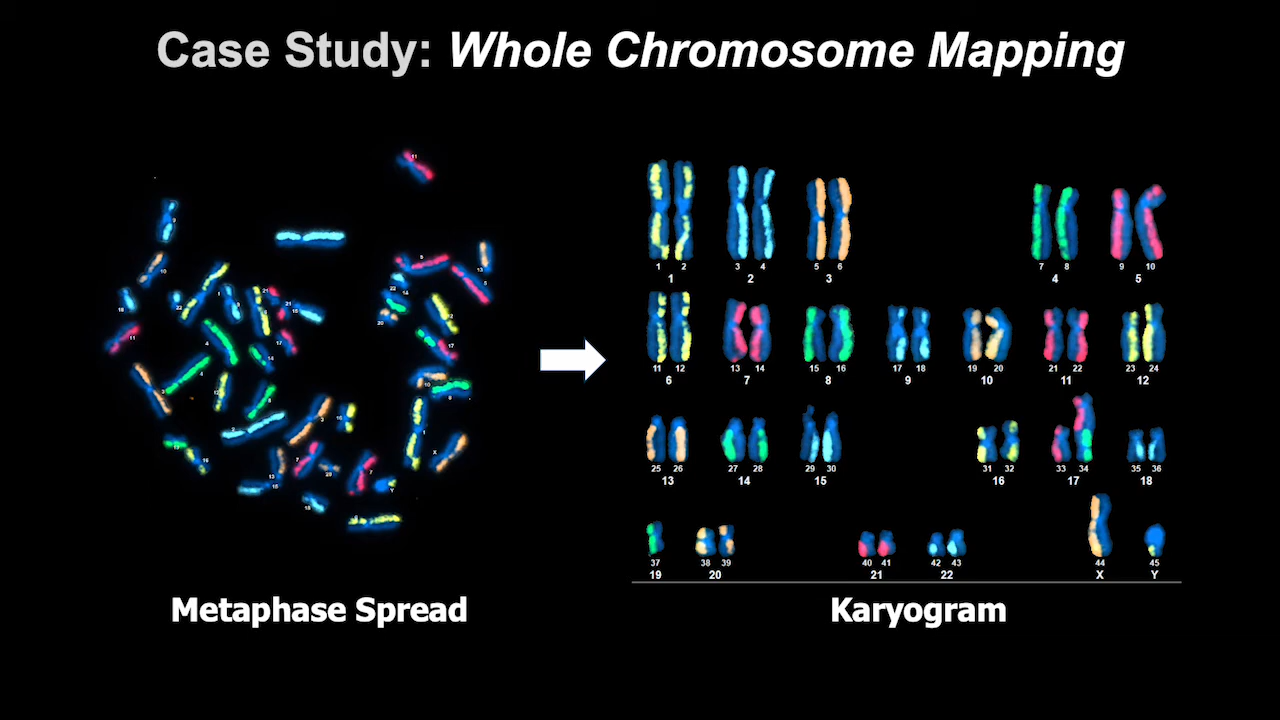 Case Study: Whole Chromosome Mapping
1 2 3 4 5 6 7 8 9 10
1 2 3 4 5
11 12 13 14 15 16 17 18 19 20 21 22 23 24
6 7 8 9 10 11 12
25 26 27 28 29 30 31 32 33 34 35 36
13 14 15 16 17 18
37 38 39 40 41 42 43 44 45
19 20 21 22 X Y
Metaphase Spread
Karyogram